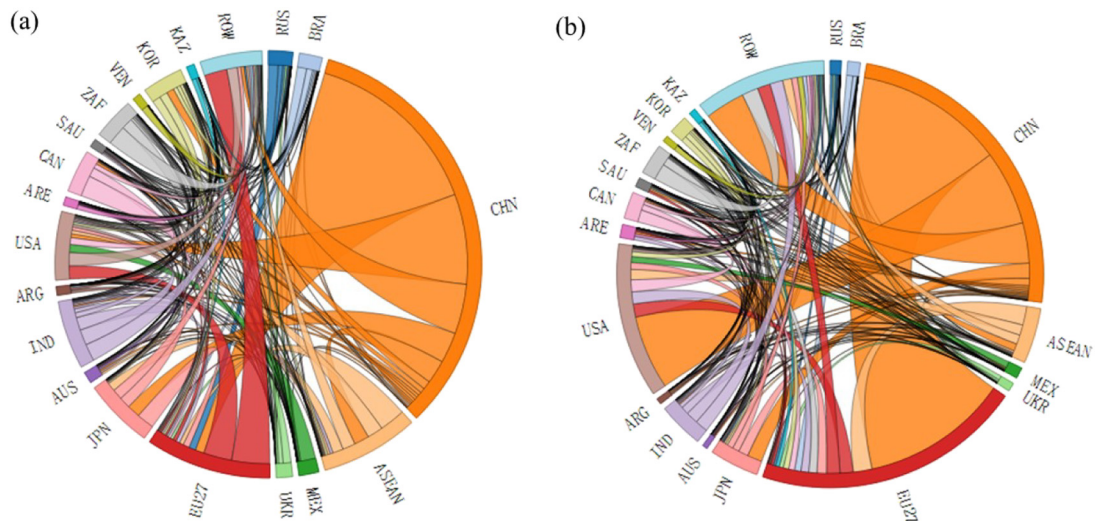 (a)
RUS
BRA
CHN
ASEAN
MEX
UKR
EU27
JPN
AUS
IND
ARG
USA
ARE
CAN
SAU
ZAF
VEN
KOR
KAZ
ROW
(b)
RUS
BRA
CHN
ASEAN
MEX
UKR
EU27
JPN
AUS
IND
ARG
USA
ARE
CAN
SAU
ZAF
VEN
KOR
KAZ
ROW